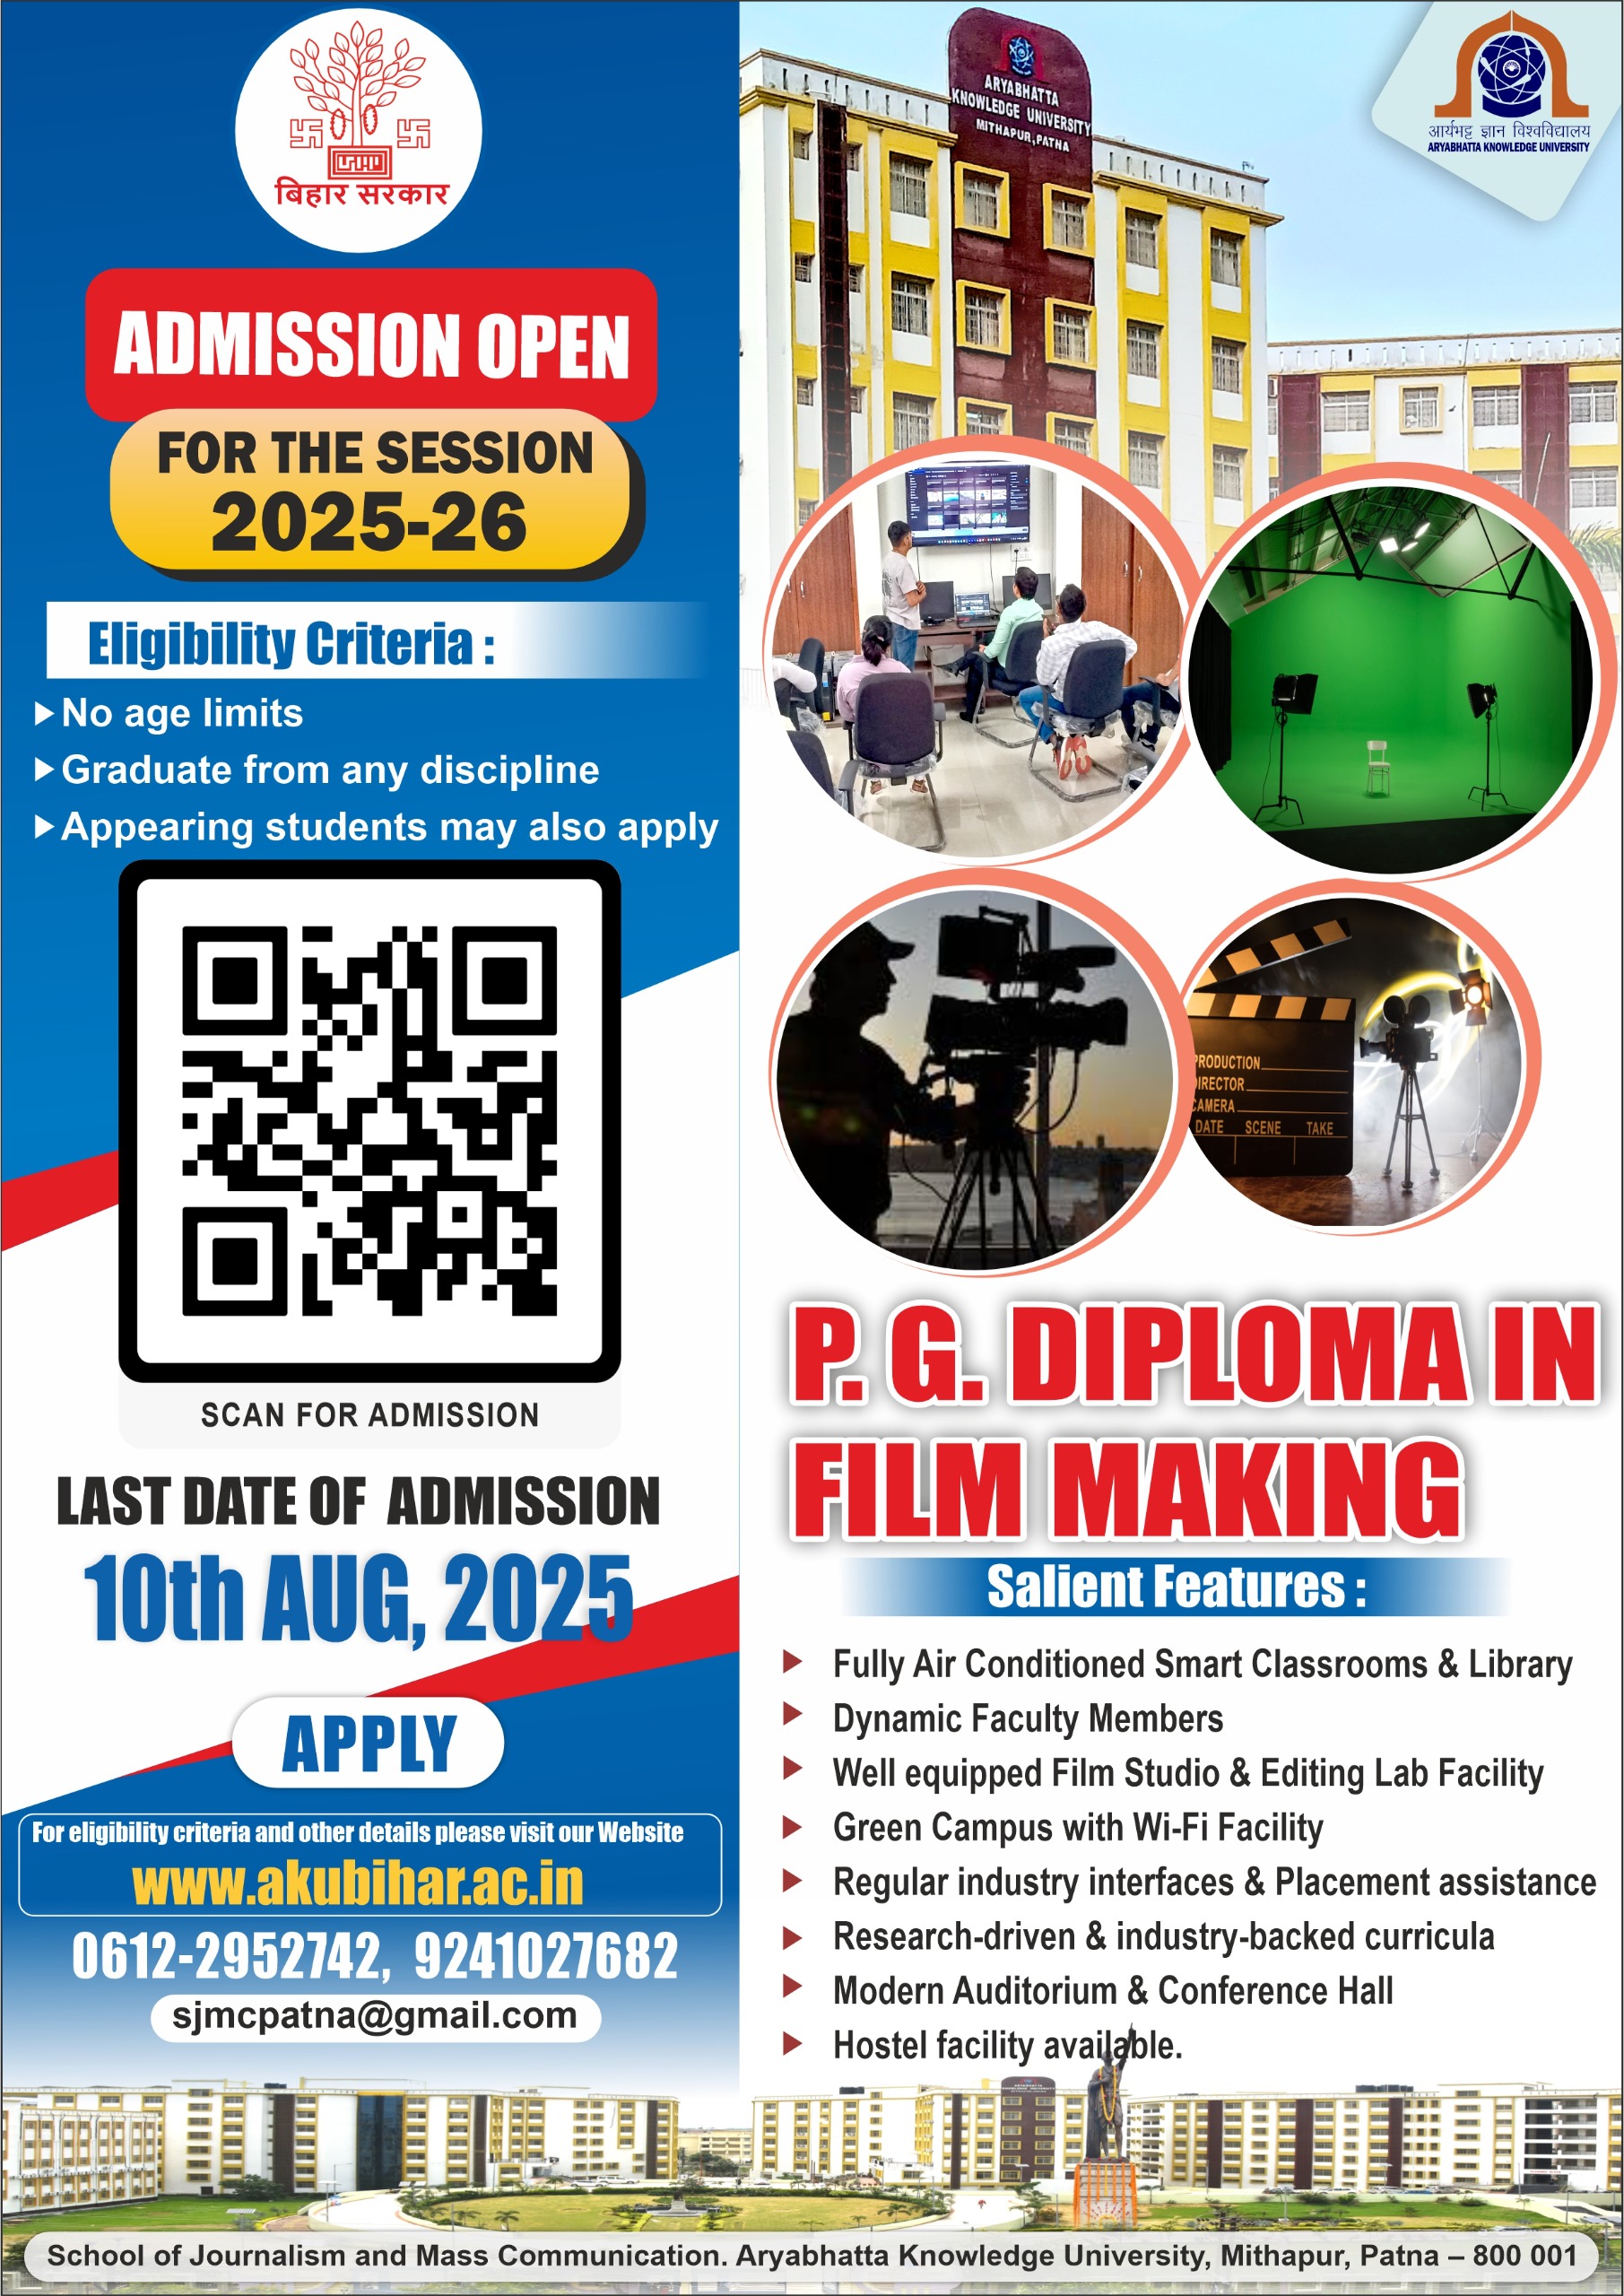 बिहार सरकार
ADMISSION OPEN
FOR THE SESSION
2025-26
Eligibility Criteria :
No age limits
Graduate from any discipline
Appearing students may also apply
SCAN FOR ADMISSION
LAST DATE OF ADMISSION
10th AUG, 2025
APPLY
For eligibility criteria and other details please visit our Website
www.akubihar.ac.in
0612-2952742, 9241027682
sjmcpatna@gmail.com
ARYABHATTA
KNOWLEDGE UNIVERSITY
MITHAPUR, PATNA
आर्यभट्ट ज्ञान विश्वविद्यालय
ARYABHATTA KNOWLEDGE UNIVERSITY
PRODUCTION
DIRECTOR
CAMERA
DATE SCENE TAKE
P. G. DIPLOMA IN
FILM MAKING
Salient Features :
Fully Air Conditioned Smart Classrooms & Library
Dynamic Faculty Members
Well equipped Film Studio & Editing Lab Facility
Green Campus with Wi-Fi Facility
Regular industry interfaces & Placement assistance
Research-driven & industry-backed curricula
Modern Auditorium & Conference Hall
Hostel facility available.
School of Journalism and Mass Communication. Aryabhatta Knowledge University, Mithapur, Patna – 800 001